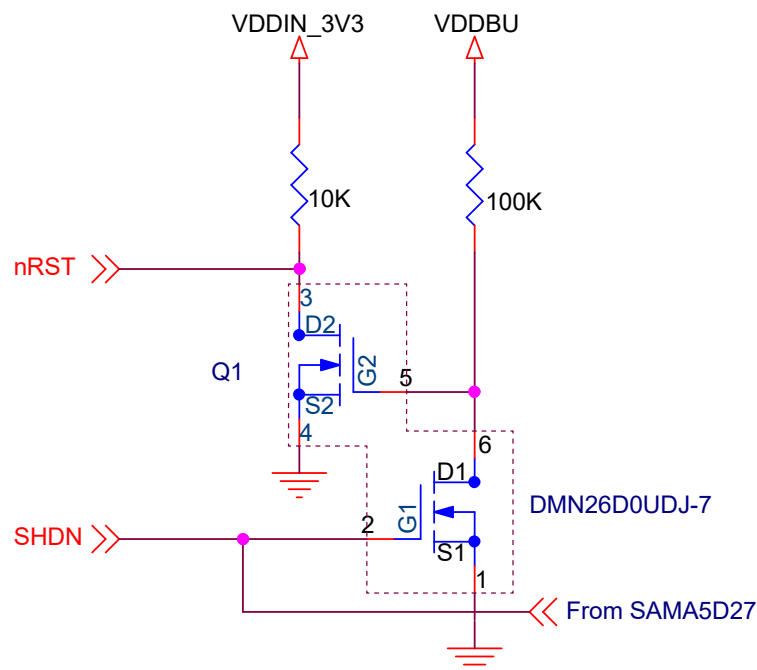 VDDIN_3V3
VDDBU
10K
100K
nRST
3
D2
Q1
G2
5
S2
4
6
D1
DMN26D0UDJ-7
SHDN
2
G1
S1
1
From SAMA5D27